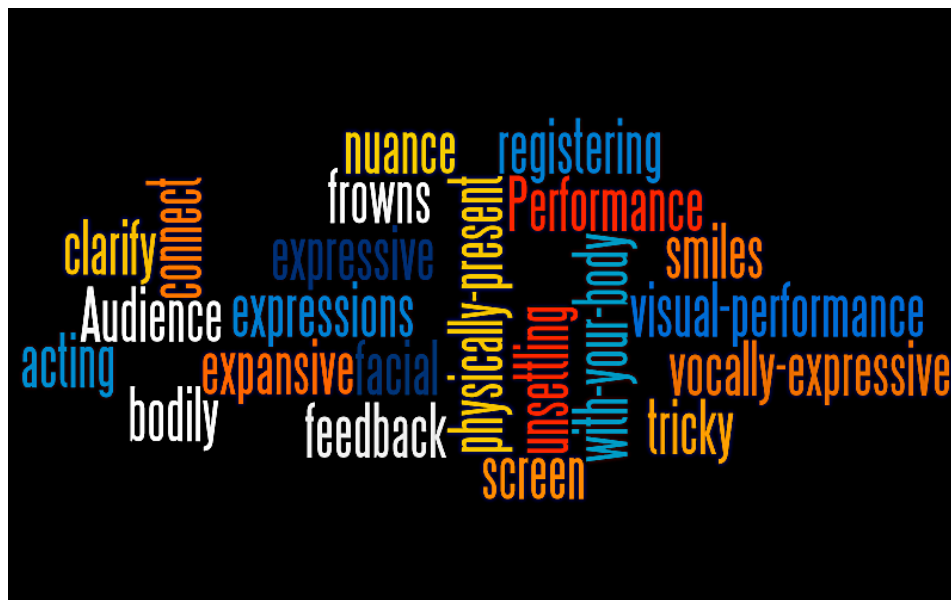 nuance
registering
connect
frowns
physically-present
Performance
clarify
expressive
with-your-body
smiles
Audience
expressions
unsettling
visual-performance
acting
expansive
facial
vocally-expressive
bodily
feedback
tricky
screen